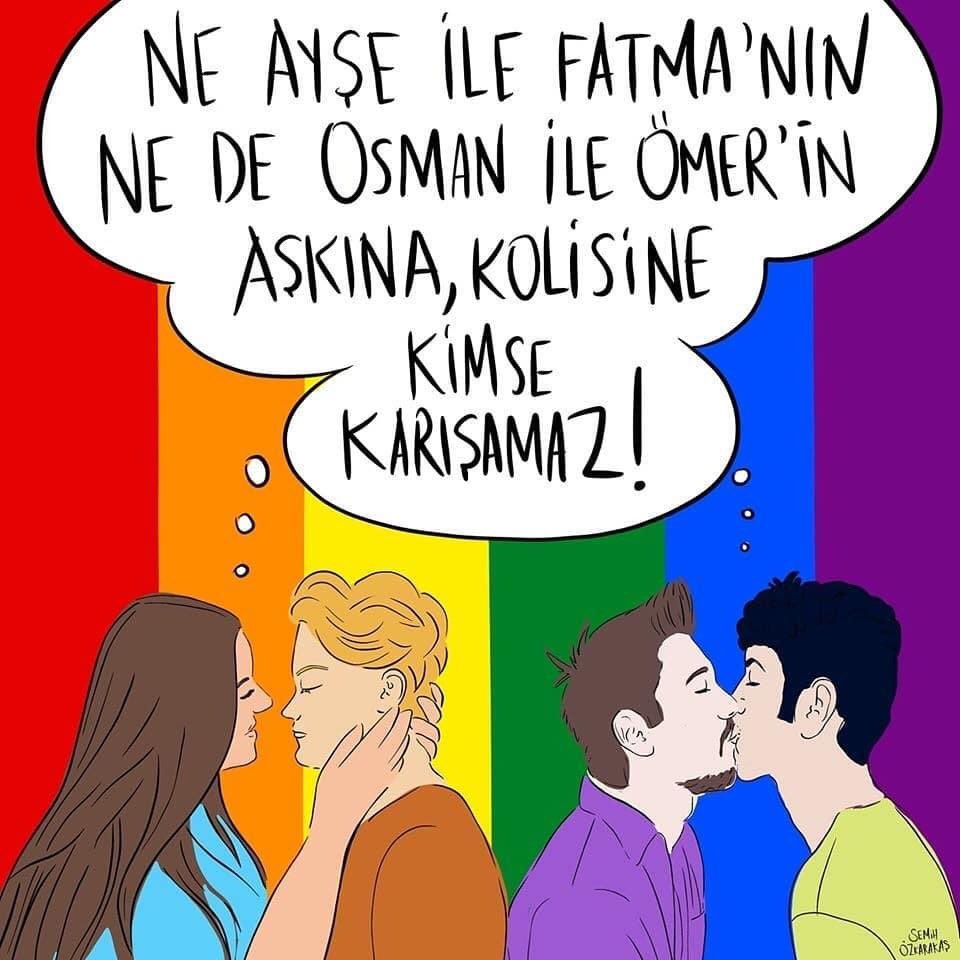 NE AYŞE İLE FATMA'NIN
NE DE OSMAN İLE ÖMER'İN
AŞKINA, KOLİSİNE
KİMSE
KARIŞAMAZ!
SEMİH
ÖZKARAKAŞ